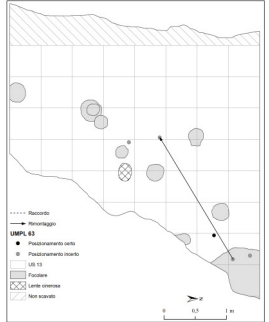 Raccordo
Rimontaggio
UMPL 63
Posizionamento certo
Posizionamento incerto
US 13
Focolare
Lente cinerosa
Non scavato
N
0 0,5 1 m